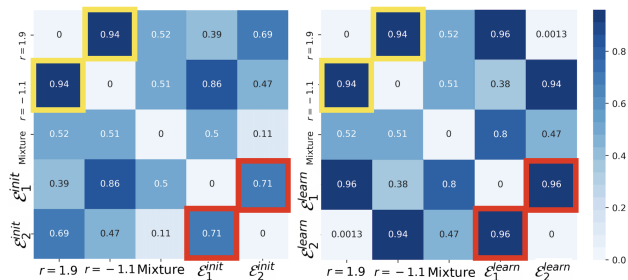 r = 1.9 0 0.94 0.52 0.39 0.69
r = −1.1 0.94 0 0.51 0.86 0.47
Mixture 0.52 0.51 0 0.5 0.11
ℰ₁^init 0.39 0.86 0.5 0 0.71
ℰ₂^init 0.69 0.47 0.11 0.71 0
r = 1.9 r = −1.1 Mixture ℰ₁^init ℰ₂^init
r = 1.9 0 0.94 0.52 0.96 0.0013
r = −1.1 0.94 0 0.51 0.38 0.94
Mixture 0.52 0.51 0 0.8 0.47
ℰ₁^learn 0.96 0.38 0.8 0 0.96
ℰ₂^learn 0.0013 0.94 0.47 0.96 0
r = 1.9 r = −1.1 Mixture ℰ₁^learn ℰ₂^learn
0.8
0.6
0.4
0.2
0.0